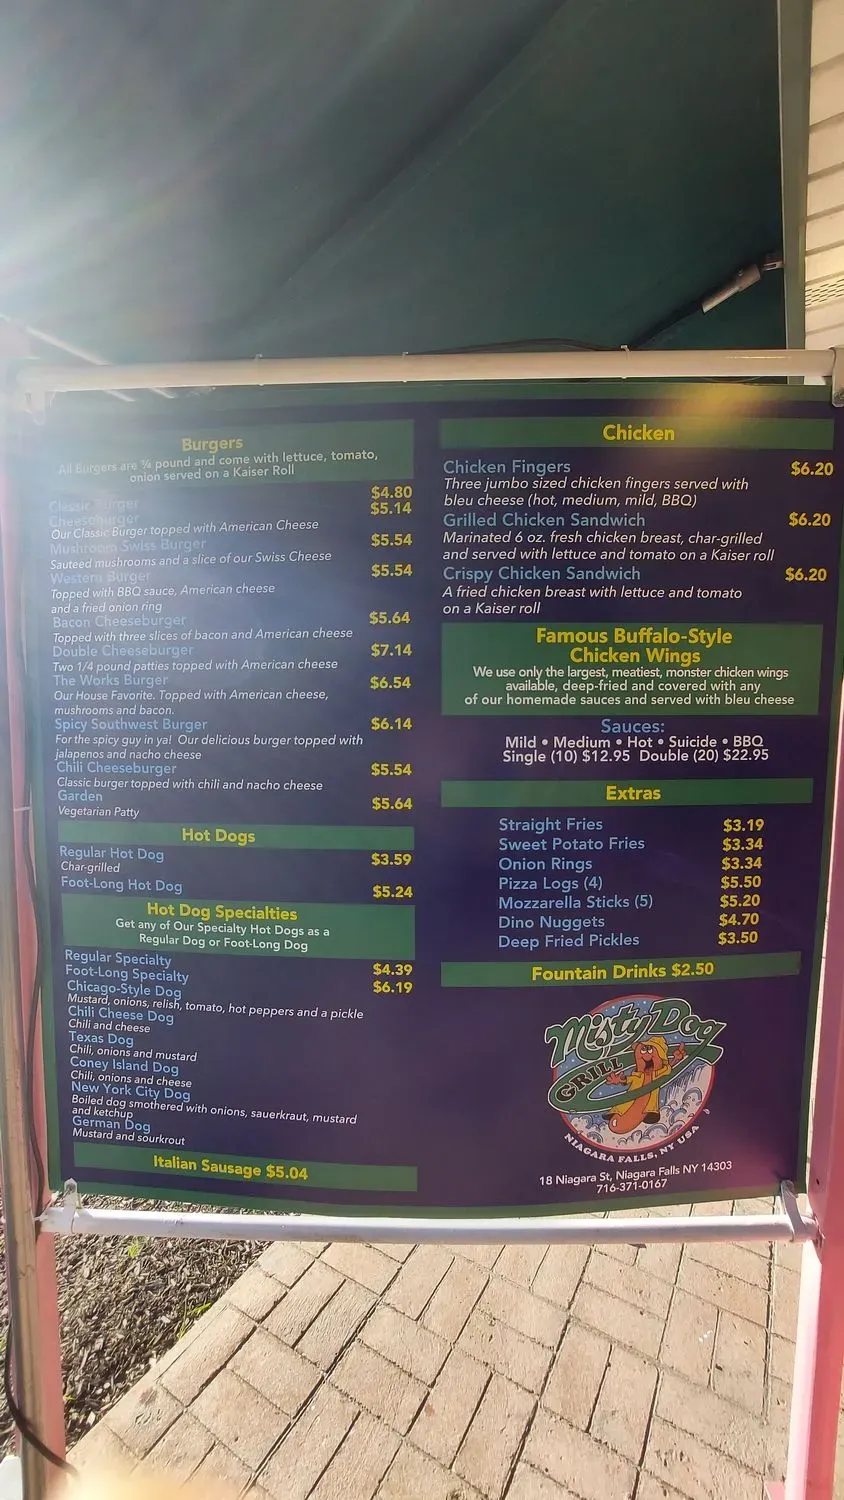 Burgers
All Burgers are ¾ pound and come with lettuce, tomato,
onion served on a Kaiser Roll
Classic Burger $4.80
Cheeseburger $5.14
Our Classic Burger topped with American Cheese
Mushroom Swiss Burger $5.54
Sauteed mushrooms and a slice of our Swiss Cheese
Western Burger $5.54
Topped with BBQ sauce, American cheese
and a fried onion ring
Bacon Cheeseburger $5.64
Topped with three slices of bacon and American cheese
Double Cheeseburger $7.14
Two 1/4 pound patties topped with American cheese
The Works Burger $6.54
Our House Favorite. Topped with American cheese,
mushrooms and bacon.
Spicy Southwest Burger $6.14
For the spicy guy in ya! Our delicious burger topped with
jalapenos and nacho cheese
Chili Cheeseburger $5.54
Classic burger topped with chili and nacho cheese
Garden $5.64
Vegetarian Patty
Hot Dogs
Regular Hot Dog $3.59
Char-grilled
Foot-Long Hot Dog $5.24
Hot Dog Specialties
Get any of Our Specialty Hot Dogs as a
Regular Dog or Foot-Long Dog
Regular Specialty $4.39
Foot-Long Specialty $6.19
Chicago-Style Dog
Mustard, onions, relish, tomato, hot peppers and a pickle
Chili Cheese Dog
Chili and cheese
Texas Dog
Chili, onions and mustard
Coney Island Dog
Chili, onions and cheese
New York City Dog
Boiled dog smothered with onions, sauerkraut, mustard
and ketchup
German Dog
Mustard and sourkrout
Italian Sausage $5.04
Chicken
Chicken Fingers $6.20
Three jumbo sized chicken fingers served with
bleu cheese (hot, medium, mild, BBQ)
Grilled Chicken Sandwich $6.20
Marinated 6 oz. fresh chicken breast, char-grilled
and served with lettuce and tomato on a Kaiser roll
Crispy Chicken Sandwich $6.20
A fried chicken breast with lettuce and tomato
on a Kaiser roll
Famous Buffalo-Style
Chicken Wings
We use only the largest, meatiest, monster chicken wings
available, deep-fried and covered with any
of our homemade sauces and served with bleu cheese
Sauces:
Mild • Medium • Hot • Suicide • BBQ
Single (10) $12.95 Double (20) $22.95
Extras
Straight Fries $3.19
Sweet Potato Fries $3.34
Onion Rings $3.34
Pizza Logs (4) $5.50
Mozzarella Sticks (5) $5.20
Dino Nuggets $4.70
Deep Fried Pickles $3.50
Fountain Drinks $2.50
Misty Dog
GRILL
NIAGARA FALLS, NY USA
18 Niagara St, Niagara Falls NY 14303
716-371-0167